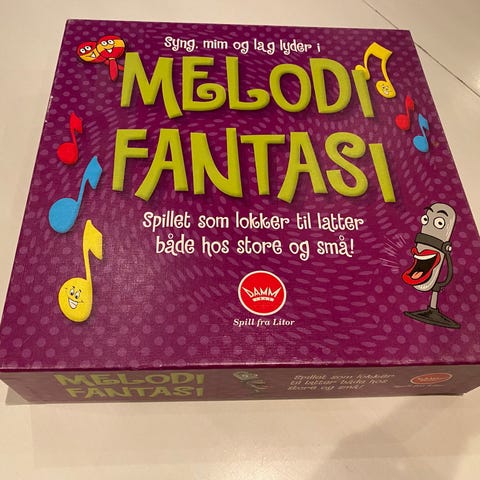 Syng, mim og lag lyder i
MELODI
FANTASI
Spillet som lokker til latter
både hos store og små!
DAMM
Spill fra Litor
MELODI
FANTASI
Spillet som lokker
til latter både hos
store og små!
DAMM